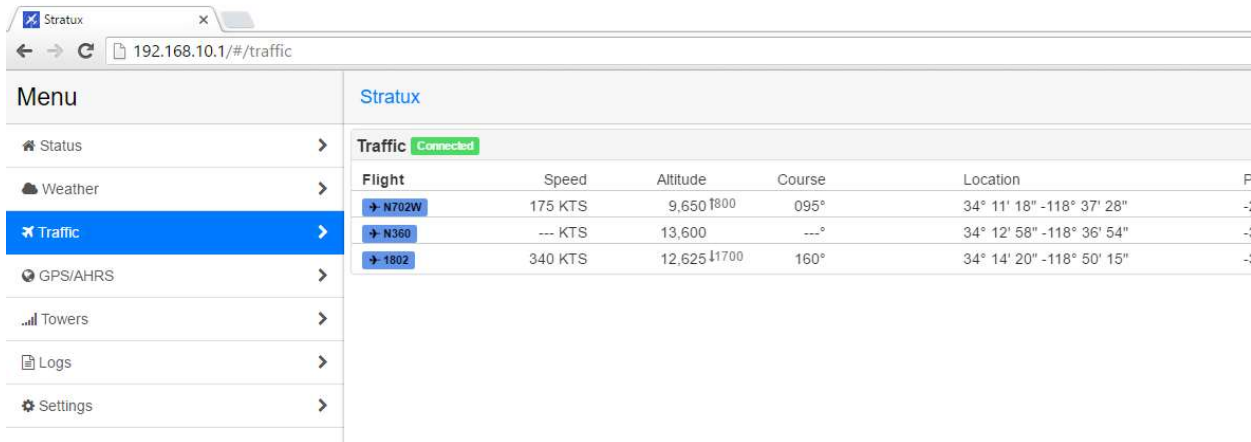 Stratux
192.168.10.1/#/traffic
Menu
Stratux
Status
Traffic Connected
Weather
Flight Speed Altitude Course Location P
N702W 175 KTS 9,650 ↑800 095° 34° 11' 18" -118° 37' 28"
Traffic
N360 --- KTS 13,600 ---° 34° 12' 58" -118° 36' 54"
1802 340 KTS 12,625 ↓1700 160° 34° 14' 20" -118° 50' 15"
GPS/AHRS
Towers
Logs
Settings